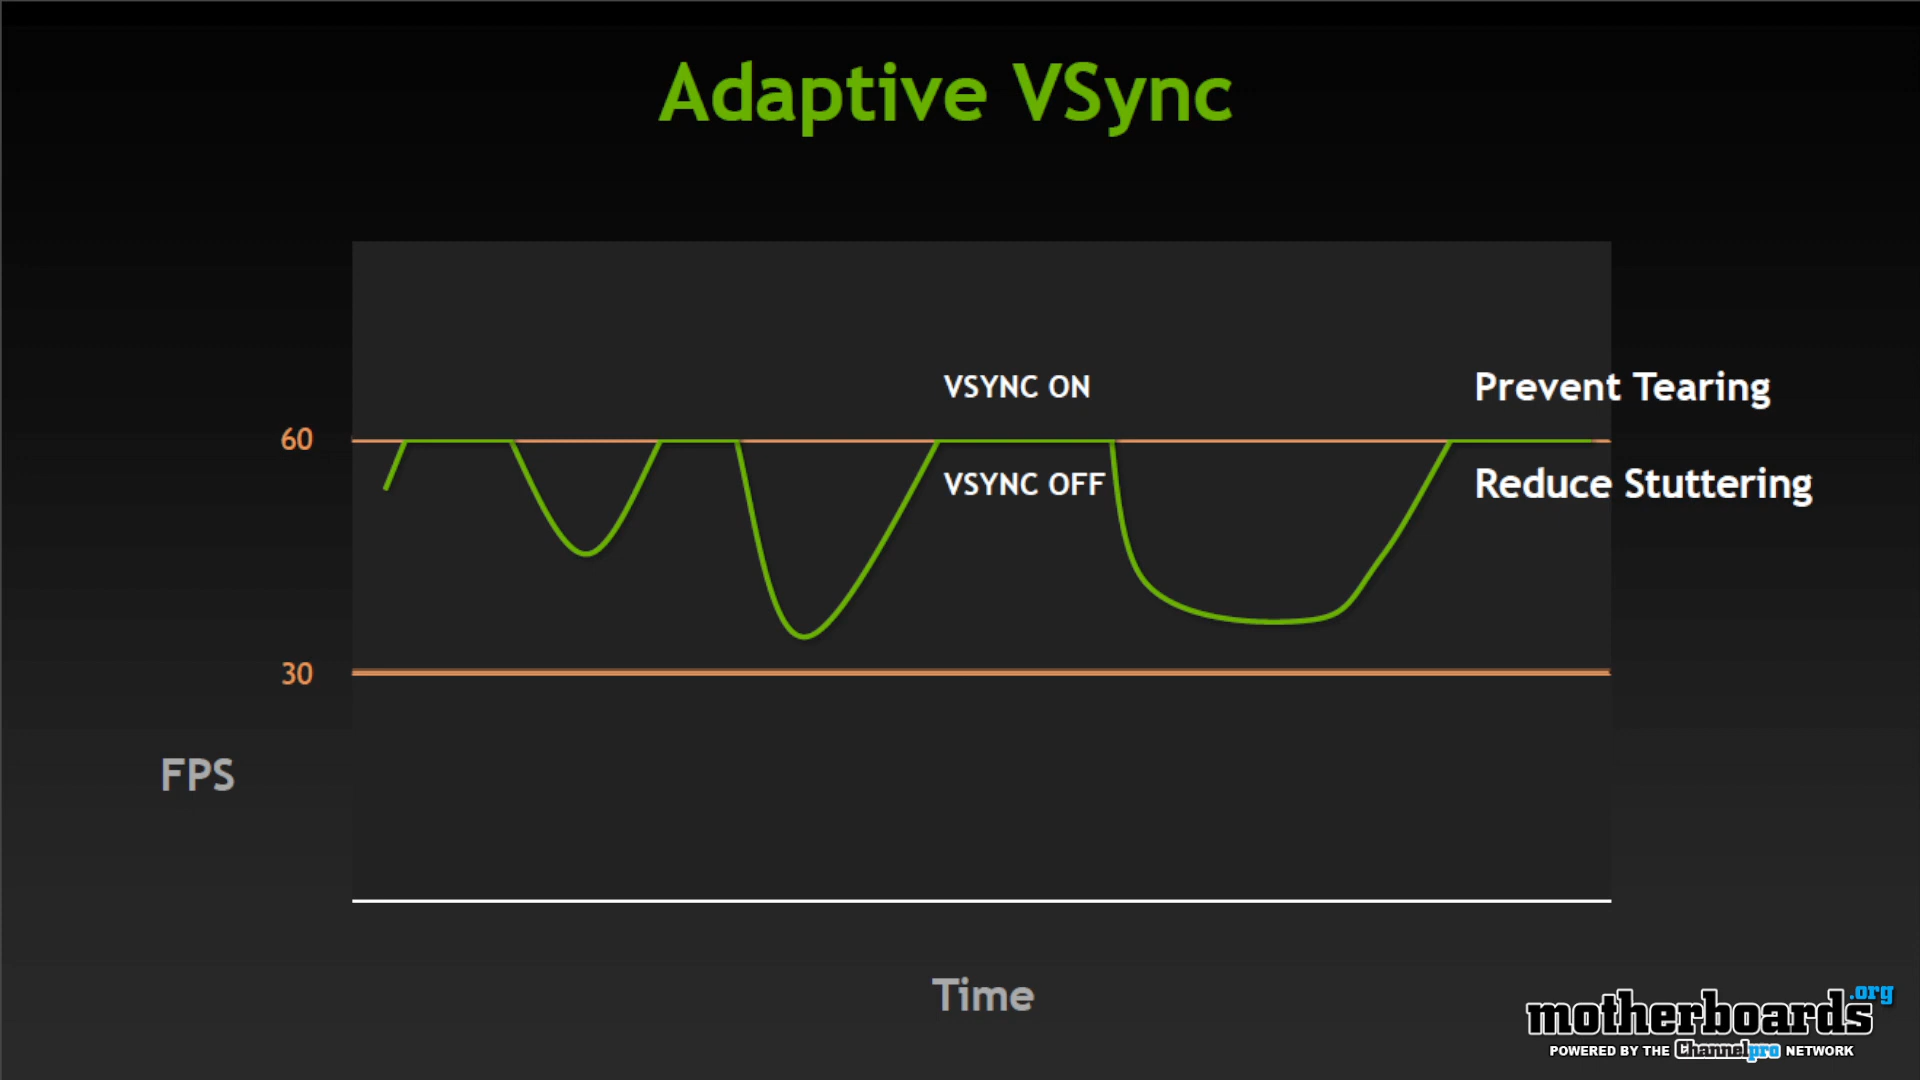 Adaptive VSync
VSYNC ON
Prevent Tearing
60
VSYNC OFF
Reduce Stuttering
30
FPS
Time
motherboards.org
POWERED BY THE Channelpro NETWORK